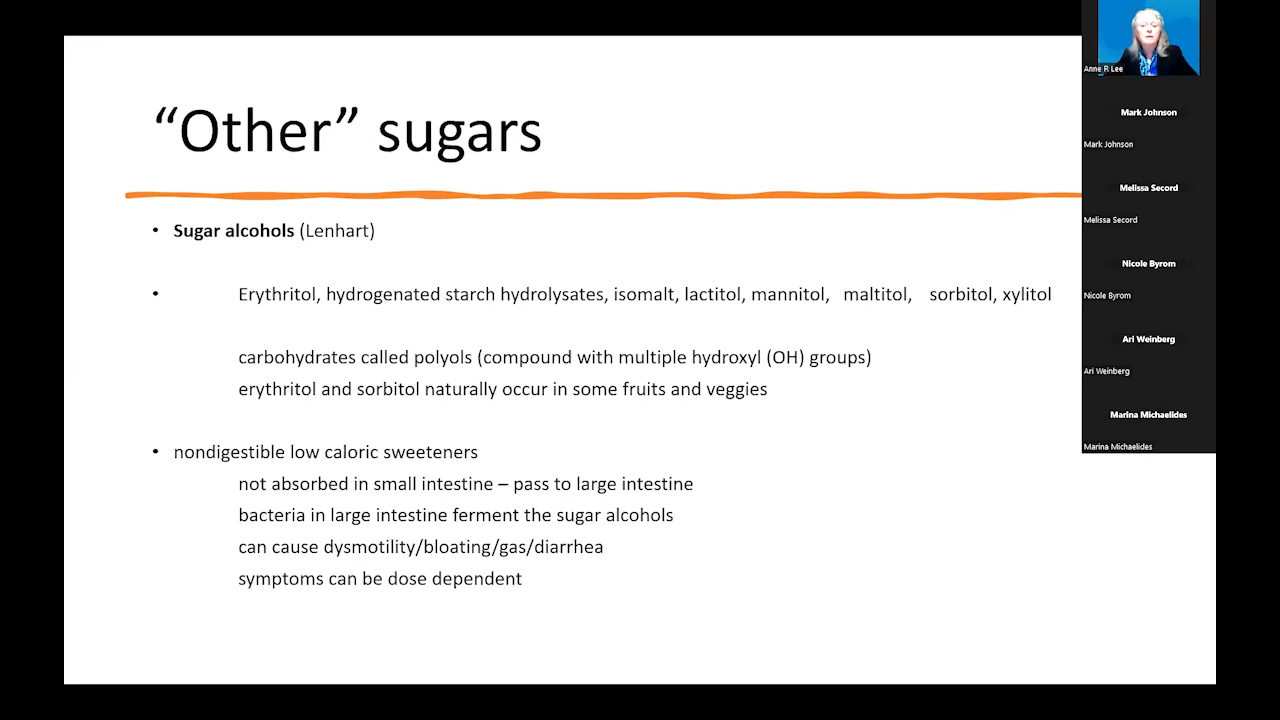 “Other” sugars
• Sugar alcohols (Lenhart)
• Erythritol, hydrogenated starch hydrolysates, isomalt, lactitol, mannitol, maltitol, sorbitol, xylitol
carbohydrates called polyols (compound with multiple hydroxyl (OH) groups)
erythritol and sorbitol naturally occur in some fruits and veggies
• nondigestible low caloric sweeteners
not absorbed in small intestine – pass to large intestine
bacteria in large intestine ferment the sugar alcohols
can cause dysmotility/bloating/gas/diarrhea
symptoms can be dose dependent
Anne R Lee
Mark Johnson
Mark Johnson
Melissa Secord
Melissa Secord
Nicole Byrom
Nicole Byrom
Ari Weinberg
Ari Weinberg
Marina Michaelides
Marina Michaelides